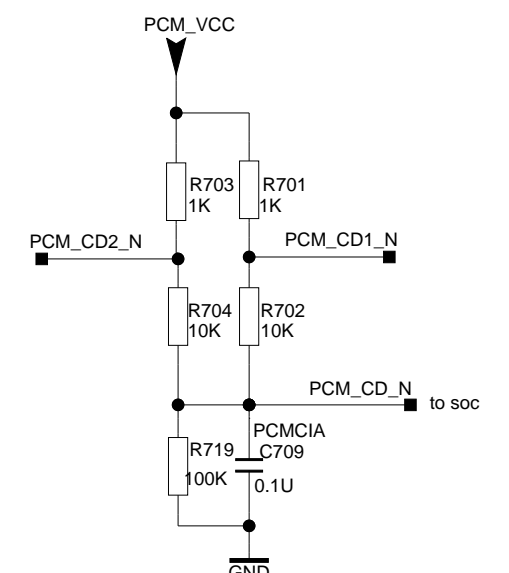 PCM_VCC
R703
1K
R701
1K
PCM_CD2_N
PCM_CD1_N
R704
10K
R702
10K
PCM_CD_N
to soc
PCMCIA
R719
100K
C709
0.1U
GND